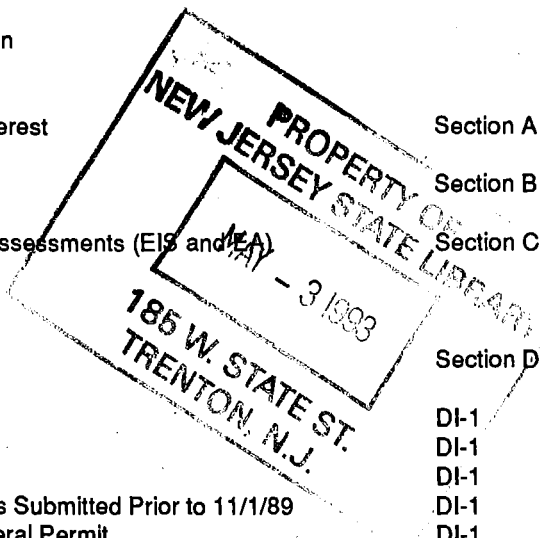 n
erest Section A
Section B
ssessments (EIS and EA) Section C
Section D
DI-1
DI-1
DI-1
s Submitted Prior to 11/1/89 DI-1
eral Permit DI-1
PROPERTY OF
NEW JERSEY STATE LIBRARY
MAY - 3 1993
185 W. STATE ST.
TRENTON, N.J.